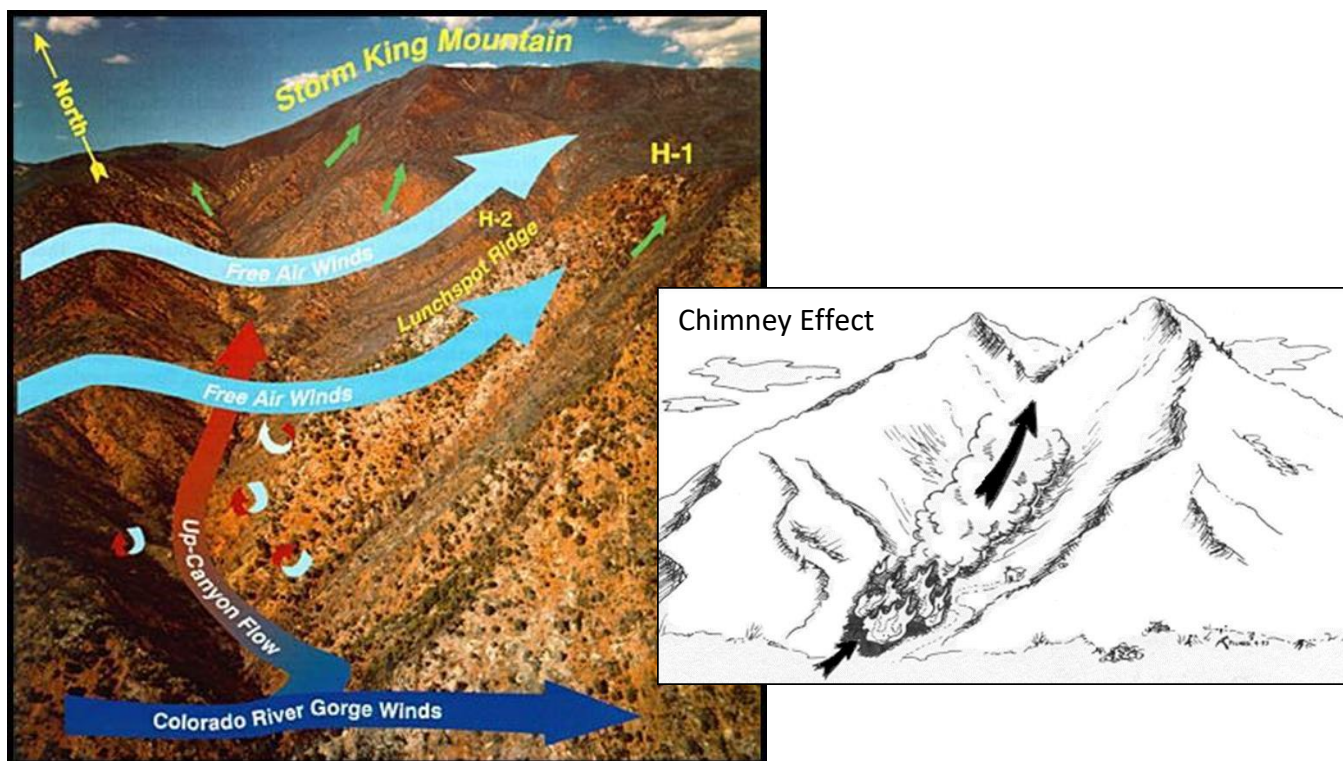 Storm King Mountain
North
H-1
H-2
Lunchspot Ridge
Free Air Winds
Free Air Winds
Up-Canyon Flow
Colorado River Gorge Winds
Chimney Effect